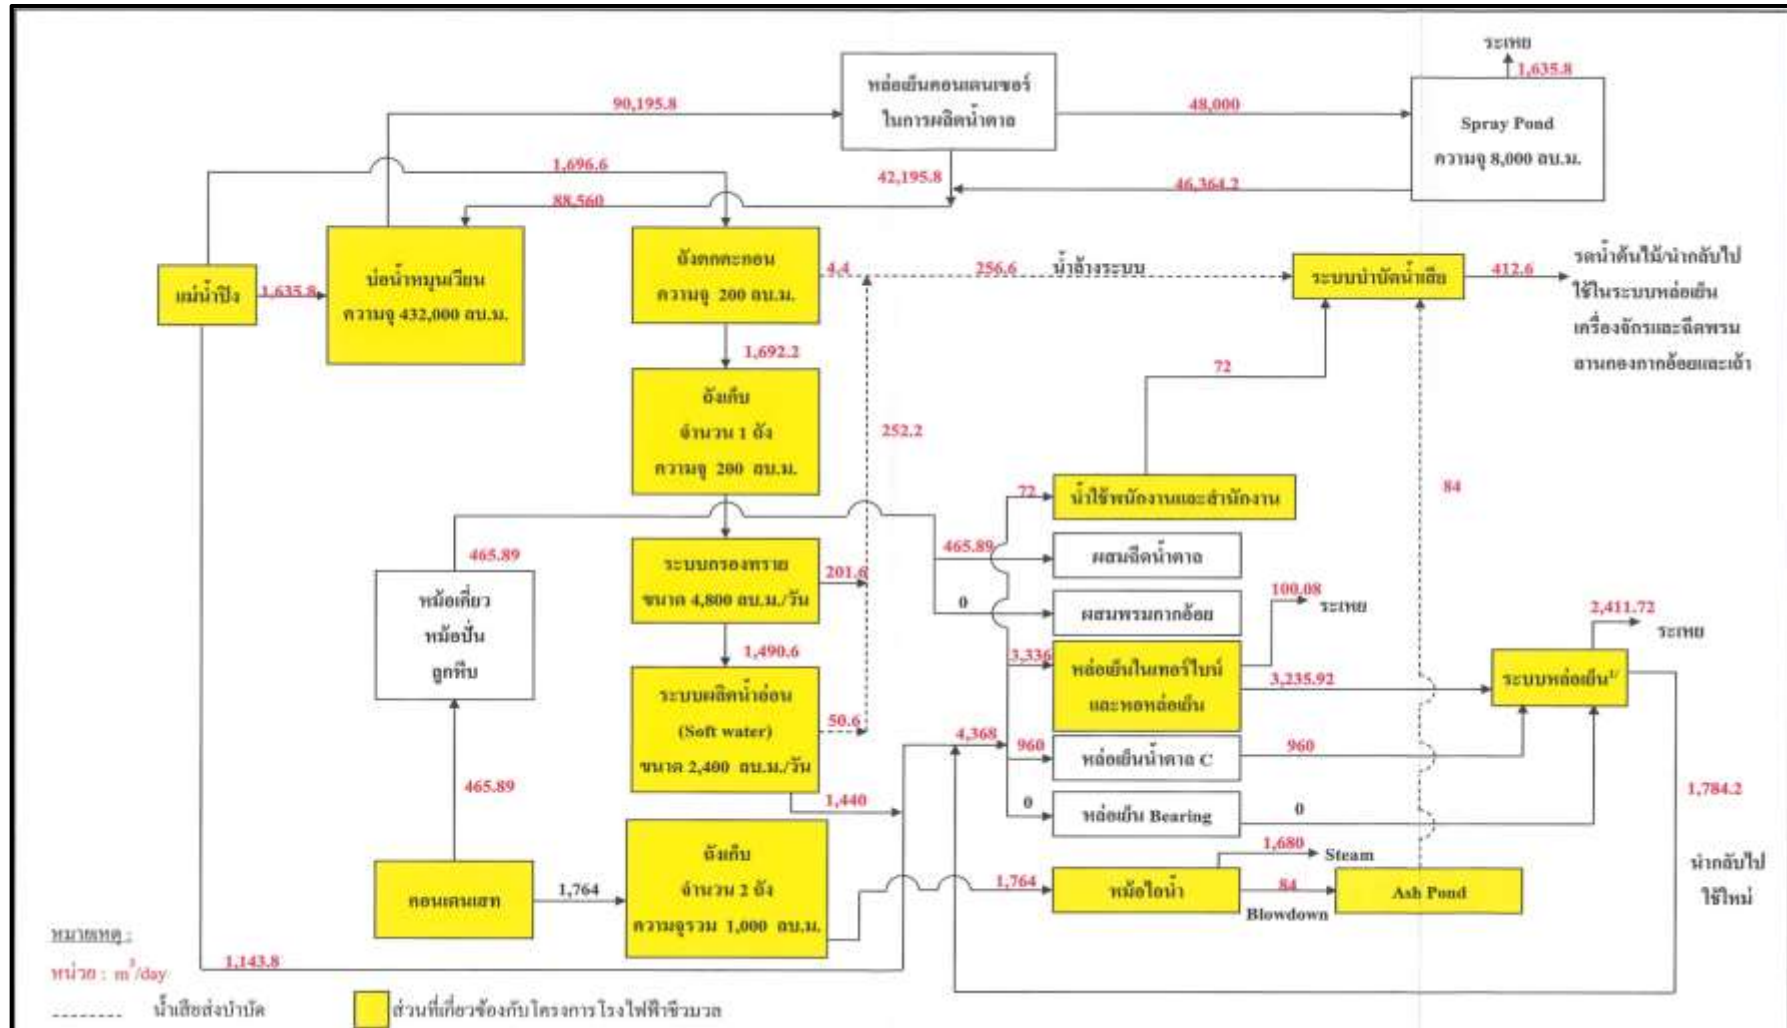 ระเหย
1,635.8
หล่อเย็นคอนเดนเซอร์
ในการผลิตน้ำตาล
90,195.8
48,000
Spray Pond
ความจุ 8,000 ลบ.ม.
1,696.6
42,195.8
46,364.2
88,560
แม่น้ำปิง
1,635.8
บ่อน้ำหมุนเวียน
ความจุ 432,000 ลบ.ม.
ถังตกตะกอน
ความจุ 200 ลบ.ม.
4.4
256.6
น้ำล้างระบบ
ระบบบำบัดน้ำเสีย
412.6
รดน้ำต้นไม้/นำกลับไป
ใช้ในระบบหล่อเย็น
เครื่องจักรและฉีดพรม
ลานกองกากอ้อยและเถ้า
1,692.2
72
ถังเก็บ
จำนวน 1 ถัง
ความจุ 200 ลบ.ม.
252.2
84
72
น้ำใช้พนักงานและสำนักงาน
465.89
465.89
ผสมฉีดน้ำตาล
ระบบกรองทราย
ขนาด 4,800 ลบ.ม./วัน
201.6
หม้อเคี่ยว
หม้อปั่น
ลูกหีบ
0
ผสมพรมกากอ้อย
100.08
ระเหย
2,411.72
ระเหย
1,490.6
3,336
หล่อเย็นในเทอร์ไบน์
และหอหล่อเย็น
3,235.92
ระบบหล่อเย็น1/
ระบบผลิตน้ำอ่อน
(Soft water)
ขนาด 2,400 ลบ.ม./วัน
50.6
4,368
960
หล่อเย็นน้ำตาล C
960
465.89
1,440
0
หล่อเย็น Bearing
0
1,784.2
นำกลับไป
ใช้ใหม่
คอนเดนเสท
1,764
ถังเก็บ
จำนวน 2 ถัง
ความจุรวม 1,000 ลบ.ม.
1,764
หม้อไอน้ำ
1,680
Steam
84
Blowdown
Ash Pond
หมายเหตุ :
หน่วย : m3/day
1,143.8
-------- น้ำเสียส่งบำบัด
ส่วนที่เกี่ยวข้องกับโครงการโรงไฟฟ้าชีวมวล